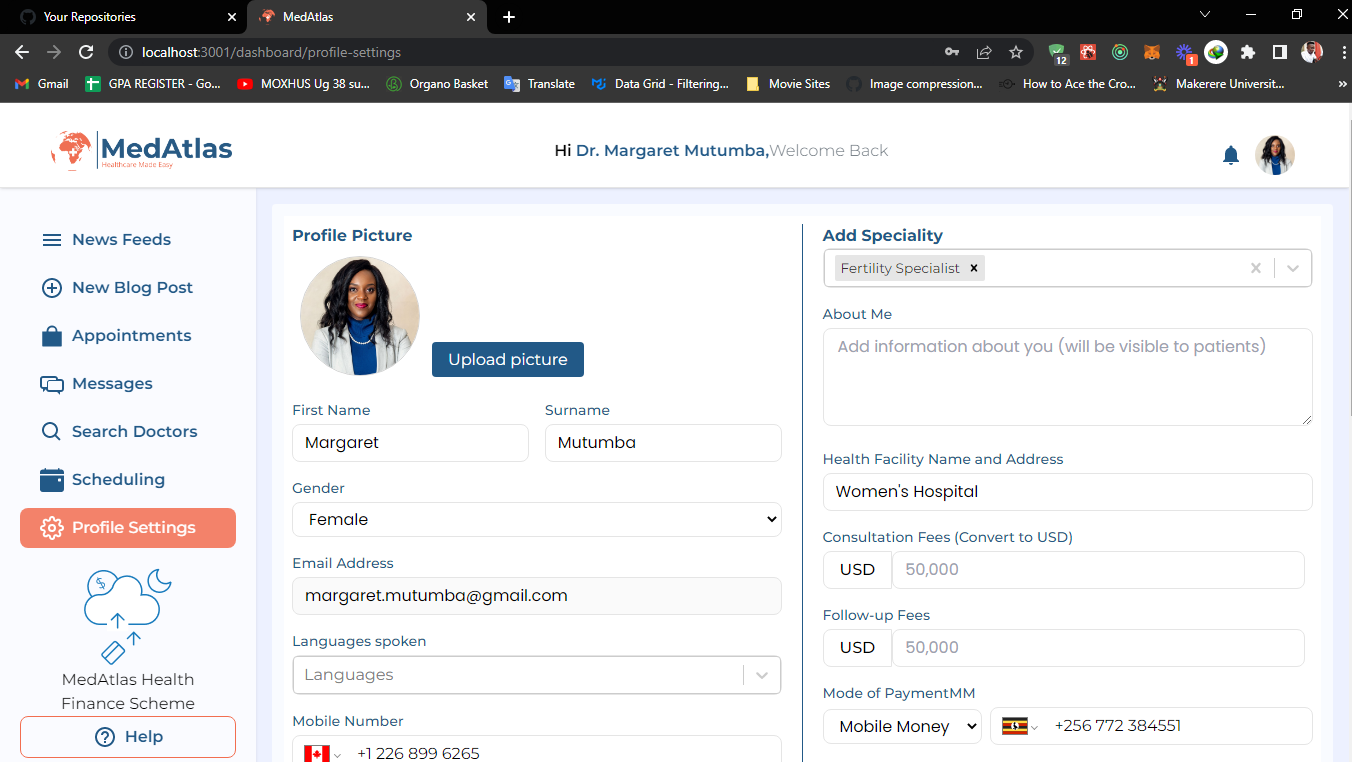 Your Repositories
MedAtlas
localhost:3001/dashboard/profile-settings
12
1
Gmail
GPA REGISTER - Go...
MOXHUS Ug 38 su...
Organo Basket
Translate
Data Grid - Filtering...
Movie Sites
Image compression...
How to Ace the Cro...
Makerere Universit...
»
MedAtlas
Healthcare Made Easy
Hi Dr. Margaret Mutumba,Welcome Back
News Feeds
New Blog Post
Appointments
Messages
Search Doctors
Scheduling
Profile Settings
$
MedAtlas Health
Finance Scheme
Help
Profile Picture
Upload picture
First Name
Surname
Margaret
Mutumba
Gender
Female
Email Address
margaret.mutumba@gmail.com
Languages spoken
Languages
Mobile Number
+1 226 899 6265
Add Speciality
Fertility Specialist
About Me
Add information about you (will be visible to patients)
Health Facility Name and Address
Women's Hospital
Consultation Fees (Convert to USD)
USD 50,000
Follow-up Fees
USD 50,000
Mode of PaymentMM
Mobile Money
+256 772 384551